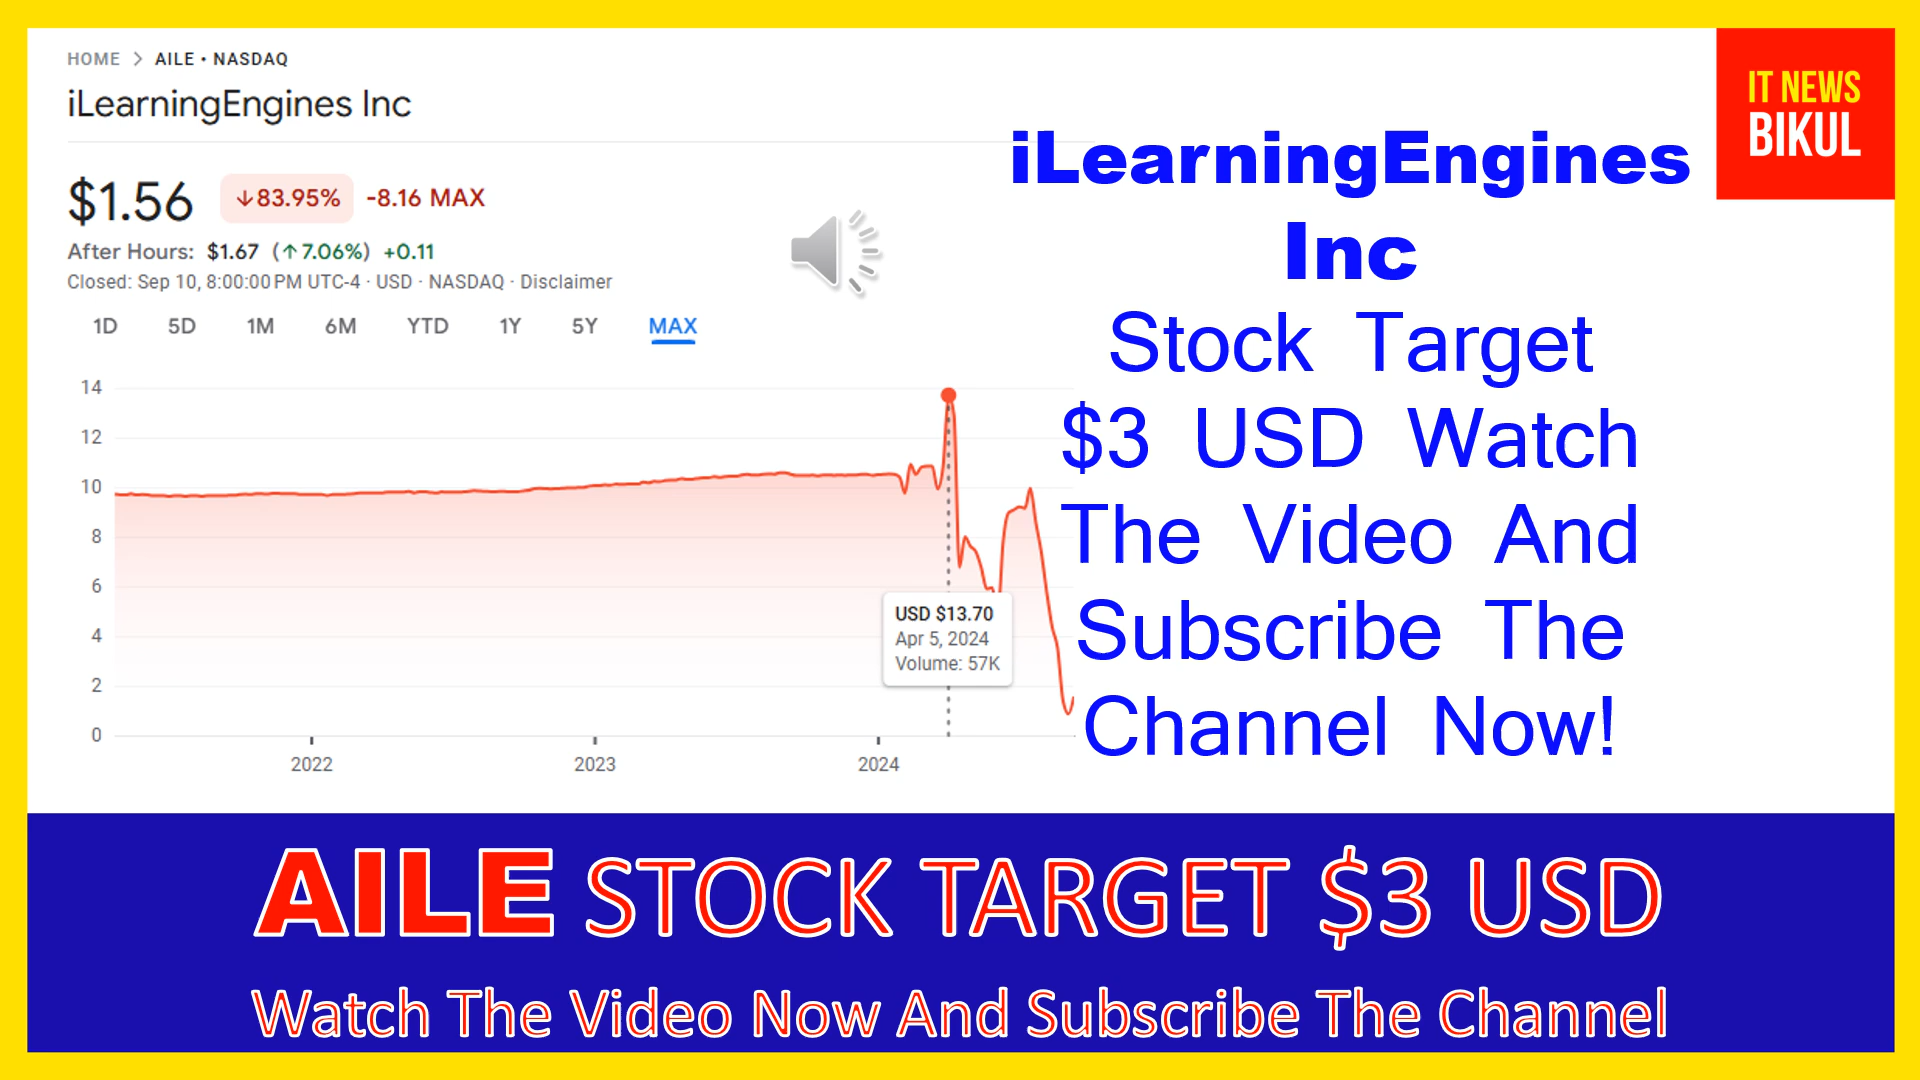 HOME > AILE • NASDAQ
iLearningEngines Inc
$1.56 ↓83.95% -8.16 MAX
After Hours: $1.67 (↑7.06%) +0.11
Closed: Sep 10, 8:00:00 PM UTC-4 · USD · NASDAQ · Disclaimer
1D 5D 1M 6M YTD 1Y 5Y MAX
14
12
10
8
6
4
2
0
USD $13.70
Apr 5, 2024
Volume: 57K
2022 2023 2024
IT NEWS
BIKUL
iLearningEngines
Inc
Stock Target
$3 USD Watch
The Video And
Subscribe The
Channel Now!
AILE STOCK TARGET $3 USD
Watch The Video Now And Subscribe The Channel